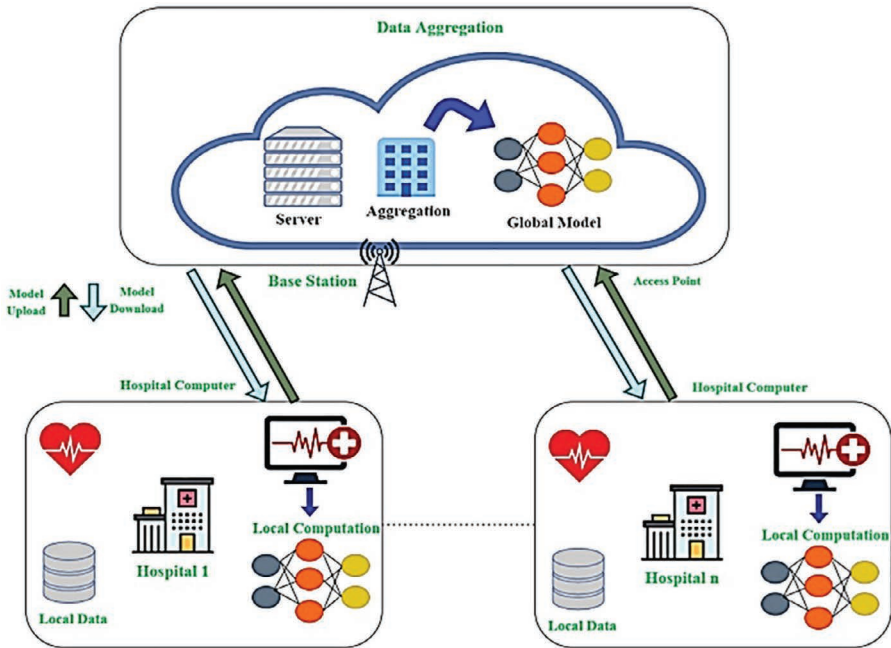 Data Aggregation
Server
Aggregation
Global Model
Base Station
Access Point
Model
Upload
Model
Download
Hospital Computer
Hospital Computer
Local Computation
Hospital 1
Local Data
Local Computation
Hospital n
Local Data